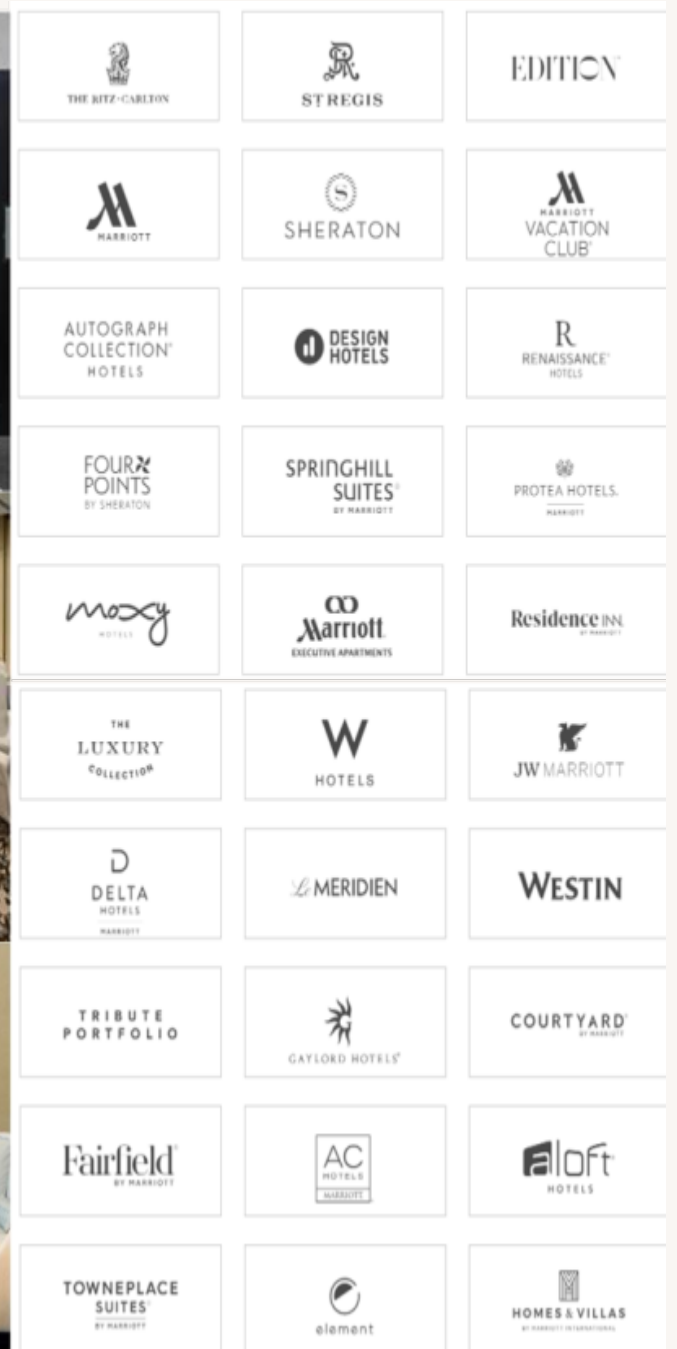 THE RITZ-CARLTON
ST REGIS
EDITION
MARRIOTT
S
SHERATON
MARRIOTT
VACATION
CLUB®
AUTOGRAPH
COLLECTION®
HOTELS
DESIGN
HOTELS
R
RENAISSANCE®
HOTELS
FOUR
POINTS
BY SHERATON
SPRINGHILL
SUITES®
BY MARRIOTT
PROTEA HOTELS.
MARRIOTT
moxy
HOTELS
Marriott
EXECUTIVE APARTMENTS
Residence INN.
BY MARRIOTT
THE
LUXURY
COLLECTION
W
HOTELS
JW MARRIOTT
D
DELTA
HOTELS
MARRIOTT
Le MERIDIEN
WESTIN
TRIBUTE
PORTFOLIO
G
GAYLORD HOTELS®
COURTYARD®
BY MARRIOTT
Fairfield
BY MARRIOTT
AC
HOTELS
MARRIOTT
aloft
HOTELS
TOWNEPLACE
SUITES®
BY MARRIOTT
element
HOMES & VILLAS
BY MARRIOTT INTERNATIONAL